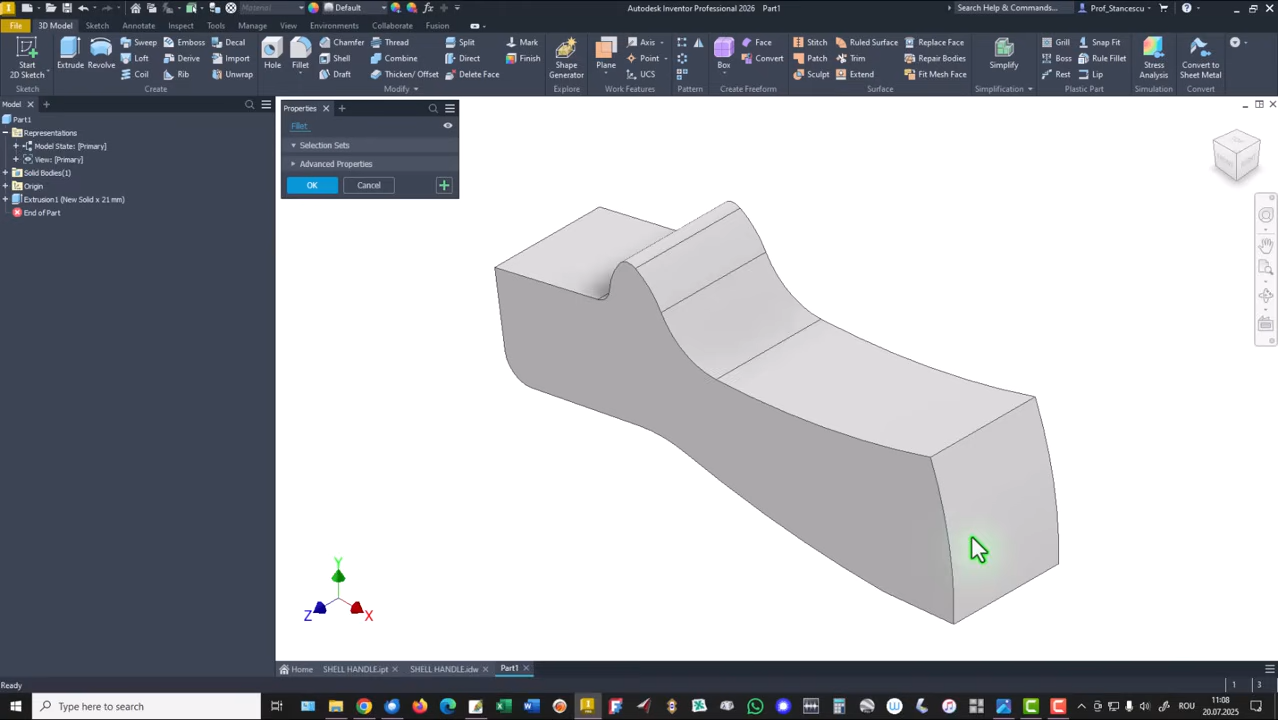 Material
Default
Autodesk Inventor Professional 2026 Part1
Search Help & Commands...
Prof_Stancescu
File 3D Model Sketch Annotate Inspect Tools Manage View Environments Get Started Collaborate Fusion
Start
2D Sketch
Extrude
Revolve
Sweep
Loft
Coil
Emboss
Derive
Rib
Decal
Import
Unwrap
Hole
Fillet
Chamfer
Shell
Draft
Thread
Combine
Thicken/ Offset
Split
Direct
Delete Face
Mark
Finish
Shape
Generator
Plane
Axis
Point
UCS
Box
Face
Convert
Stitch
Patch
Sculpt
Ruled Surface
Trim
Extend
Replace Face
Repair Bodies
Fit Mesh Face
Simplify
Grill
Boss
Rest
Snap Fit
Rule Fillet
Lip
Stress
Analysis
Convert to
Sheet Metal
Sketch Create Modify Explore Work Features Pattern Create Freeform Surface Simplification Plastic Part Simulation Convert
Model
Part1
Representations
Model State: [Primary]
View: [Primary]
Solid Bodies(1)
Origin
Extrusion1 (New Solid x 21 mm)
End of Part
Properties
Fillet
Selection Sets
Advanced Properties
OK Cancel
Y
Z
X
Home SHELL HANDLE.ipt SHELL HANDLE.idw Part1
Ready
1 3
Type here to search
ROU
11:08
20.07.2025